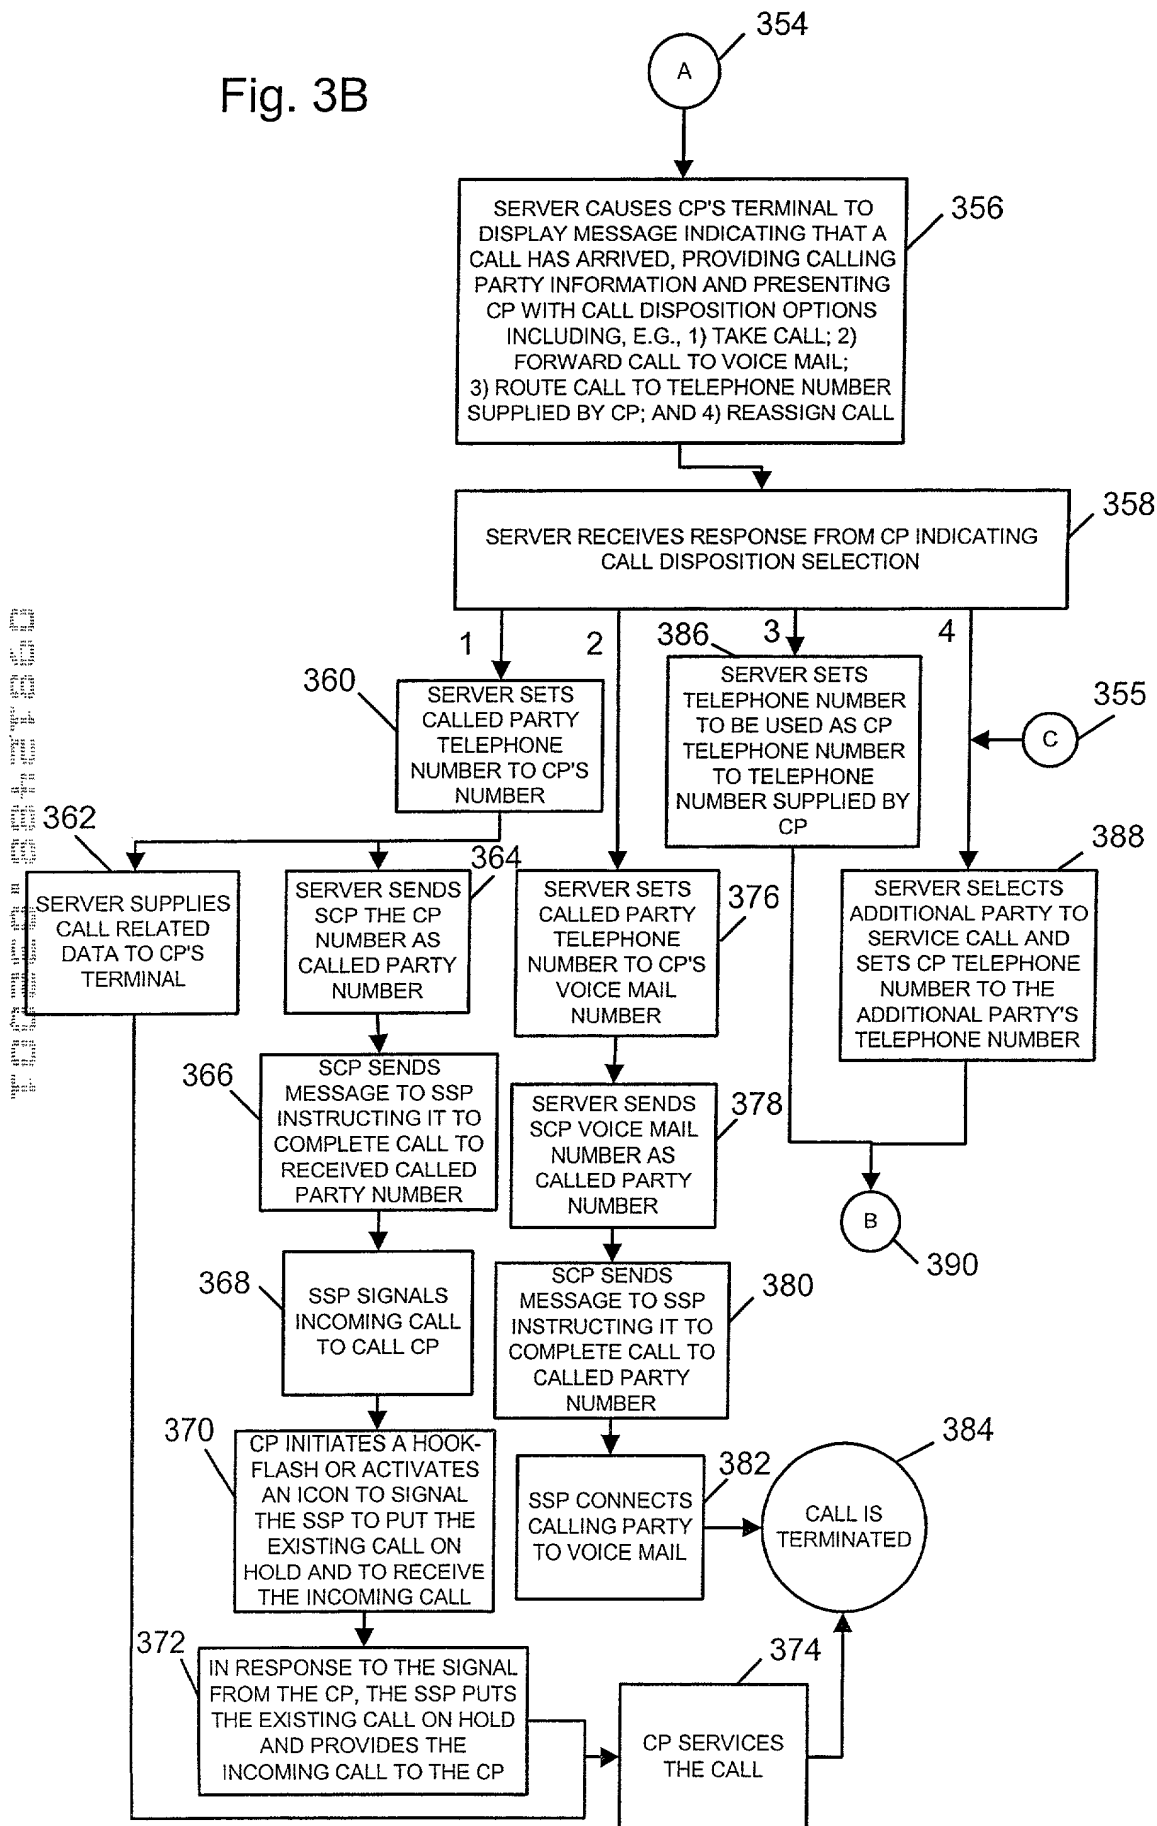 Fig. 3B
354
A
356
SERVER CAUSES CP'S TERMINAL TO
DISPLAY MESSAGE INDICATING THAT A
CALL HAS ARRIVED, PROVIDING CALLING
PARTY INFORMATION AND PRESENTING
CP WITH CALL DISPOSITION OPTIONS
INCLUDING, E.G., 1) TAKE CALL; 2)
FORWARD CALL TO VOICE MAIL;
3) ROUTE CALL TO TELEPHONE NUMBER
SUPPLIED BY CP; AND 4) REASSIGN CALL
358
SERVER RECEIVES RESPONSE FROM CP INDICATING
CALL DISPOSITION SELECTION
1
2
3
4
360
SERVER SETS
CALLED PARTY
TELEPHONE
NUMBER TO CP'S
NUMBER
386
SERVER SETS
TELEPHONE NUMBER
TO BE USED AS CP
TELEPHONE NUMBER
TO TELEPHONE
NUMBER SUPPLIED BY
CP
C
355
362
SERVER SUPPLIES
CALL RELATED
DATA TO CP'S
TERMINAL
364
SERVER SENDS
SCP THE CP
NUMBER AS
CALLED PARTY
NUMBER
376
SERVER SETS
CALLED PARTY
TELEPHONE
NUMBER TO CP'S
VOICE MAIL
NUMBER
388
SERVER SELECTS
ADDITIONAL PARTY TO
SERVICE CALL AND
SETS CP TELEPHONE
NUMBER TO THE
ADDITIONAL PARTY'S
TELEPHONE NUMBER
366
SCP SENDS
MESSAGE TO SSP
INSTRUCTING IT TO
COMPLETE CALL TO
RECEIVED CALLED
PARTY NUMBER
378
SERVER SENDS
SCP VOICE MAIL
NUMBER AS
CALLED PARTY
NUMBER
B
390
368
SSP SIGNALS
INCOMING CALL
TO CALL CP
380
SCP SENDS
MESSAGE TO SSP
INSTRUCTING IT TO
COMPLETE CALL TO
CALLED PARTY
NUMBER
370
CP INITIATES A HOOK-
FLASH OR ACTIVATES
AN ICON TO SIGNAL
THE SSP TO PUT THE
EXISTING CALL ON
HOLD AND TO RECEIVE
THE INCOMING CALL
382
SSP CONNECTS
CALLING PARTY
TO VOICE MAIL
384
CALL IS
TERMINATED
372
IN RESPONSE TO THE SIGNAL
FROM THE CP, THE SSP PUTS
THE EXISTING CALL ON HOLD
AND PROVIDES THE
INCOMING CALL TO THE CP
374
CP SERVICES
THE CALL